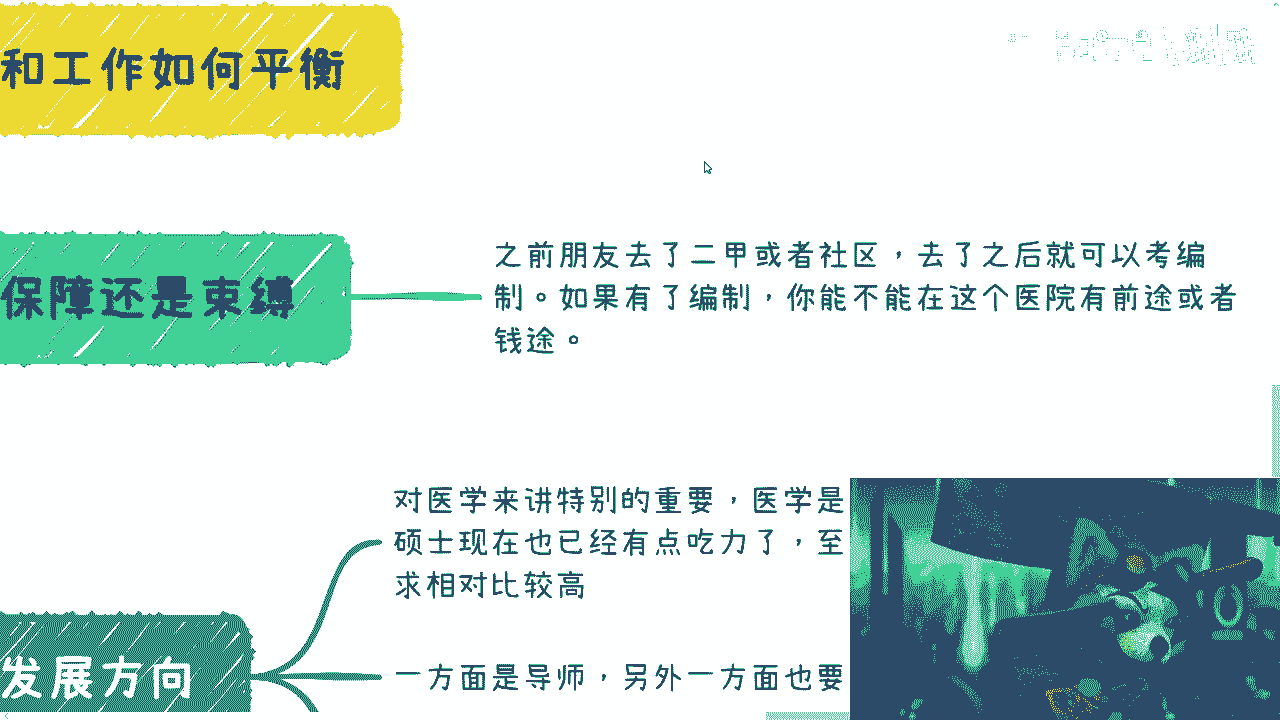 和工作如何平衡
保障还是束缚
之前朋友去了二甲或者社区，去了之后就可以考编
制。如果有了编制，你能不能在这个医院有前途或者
钱途。
对医学来讲特别的重要，医学是
硕士现在也已经有点吃力了，至
求相对比较高
发展方向
一方面是导师，另外一方面也要